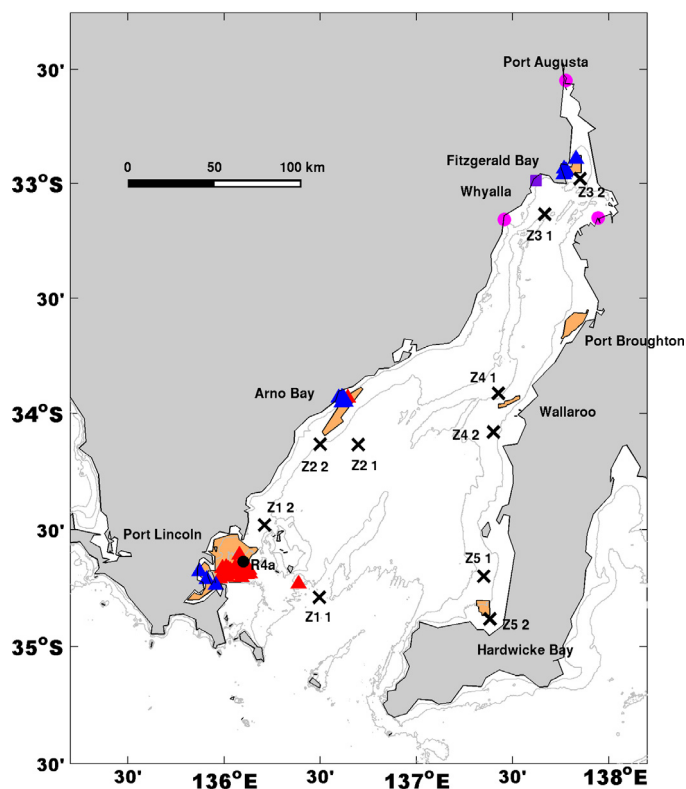 Port Augusta
30'
Fitzgerald Bay
0 50 100 km
33°S
Whyalla
Z3 2
Z3 1
30'
Port Broughton
Z4 1
Arno Bay
Wallaroo
34°S
Z4 2
Z2 2
Z2 1
Z1 2
30'
Port Lincoln
R4a
Z5 1
Z1 1
Z5 2
35°S
Hardwicke Bay
30'
30' 136°E 30' 137°E 30' 138°E